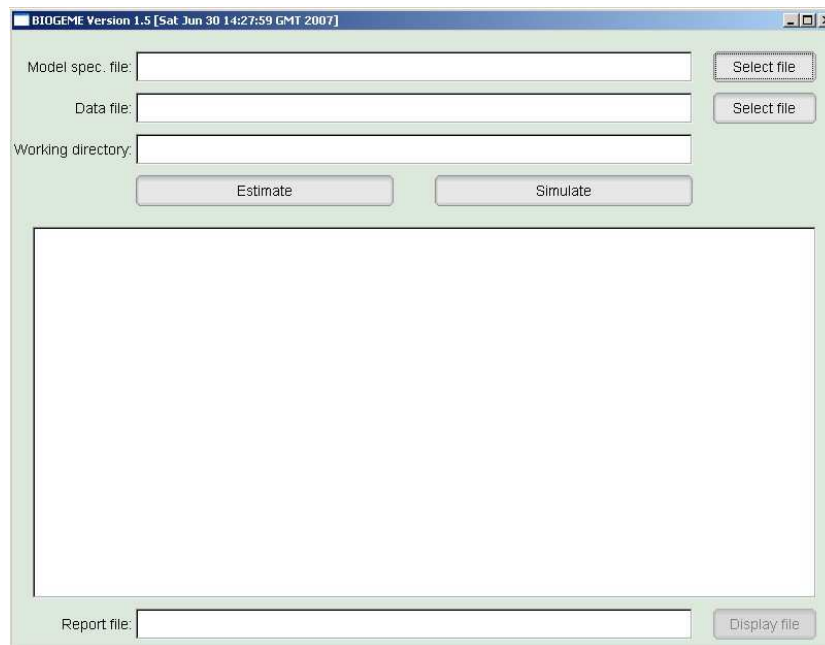 BIOGEME Version 1.5 [Sat Jun 30 14:27:59 GMT 2007]
Model spec. file: Select file
Data file: Select file
Working directory:
Estimate Simulate
Report file: Display file